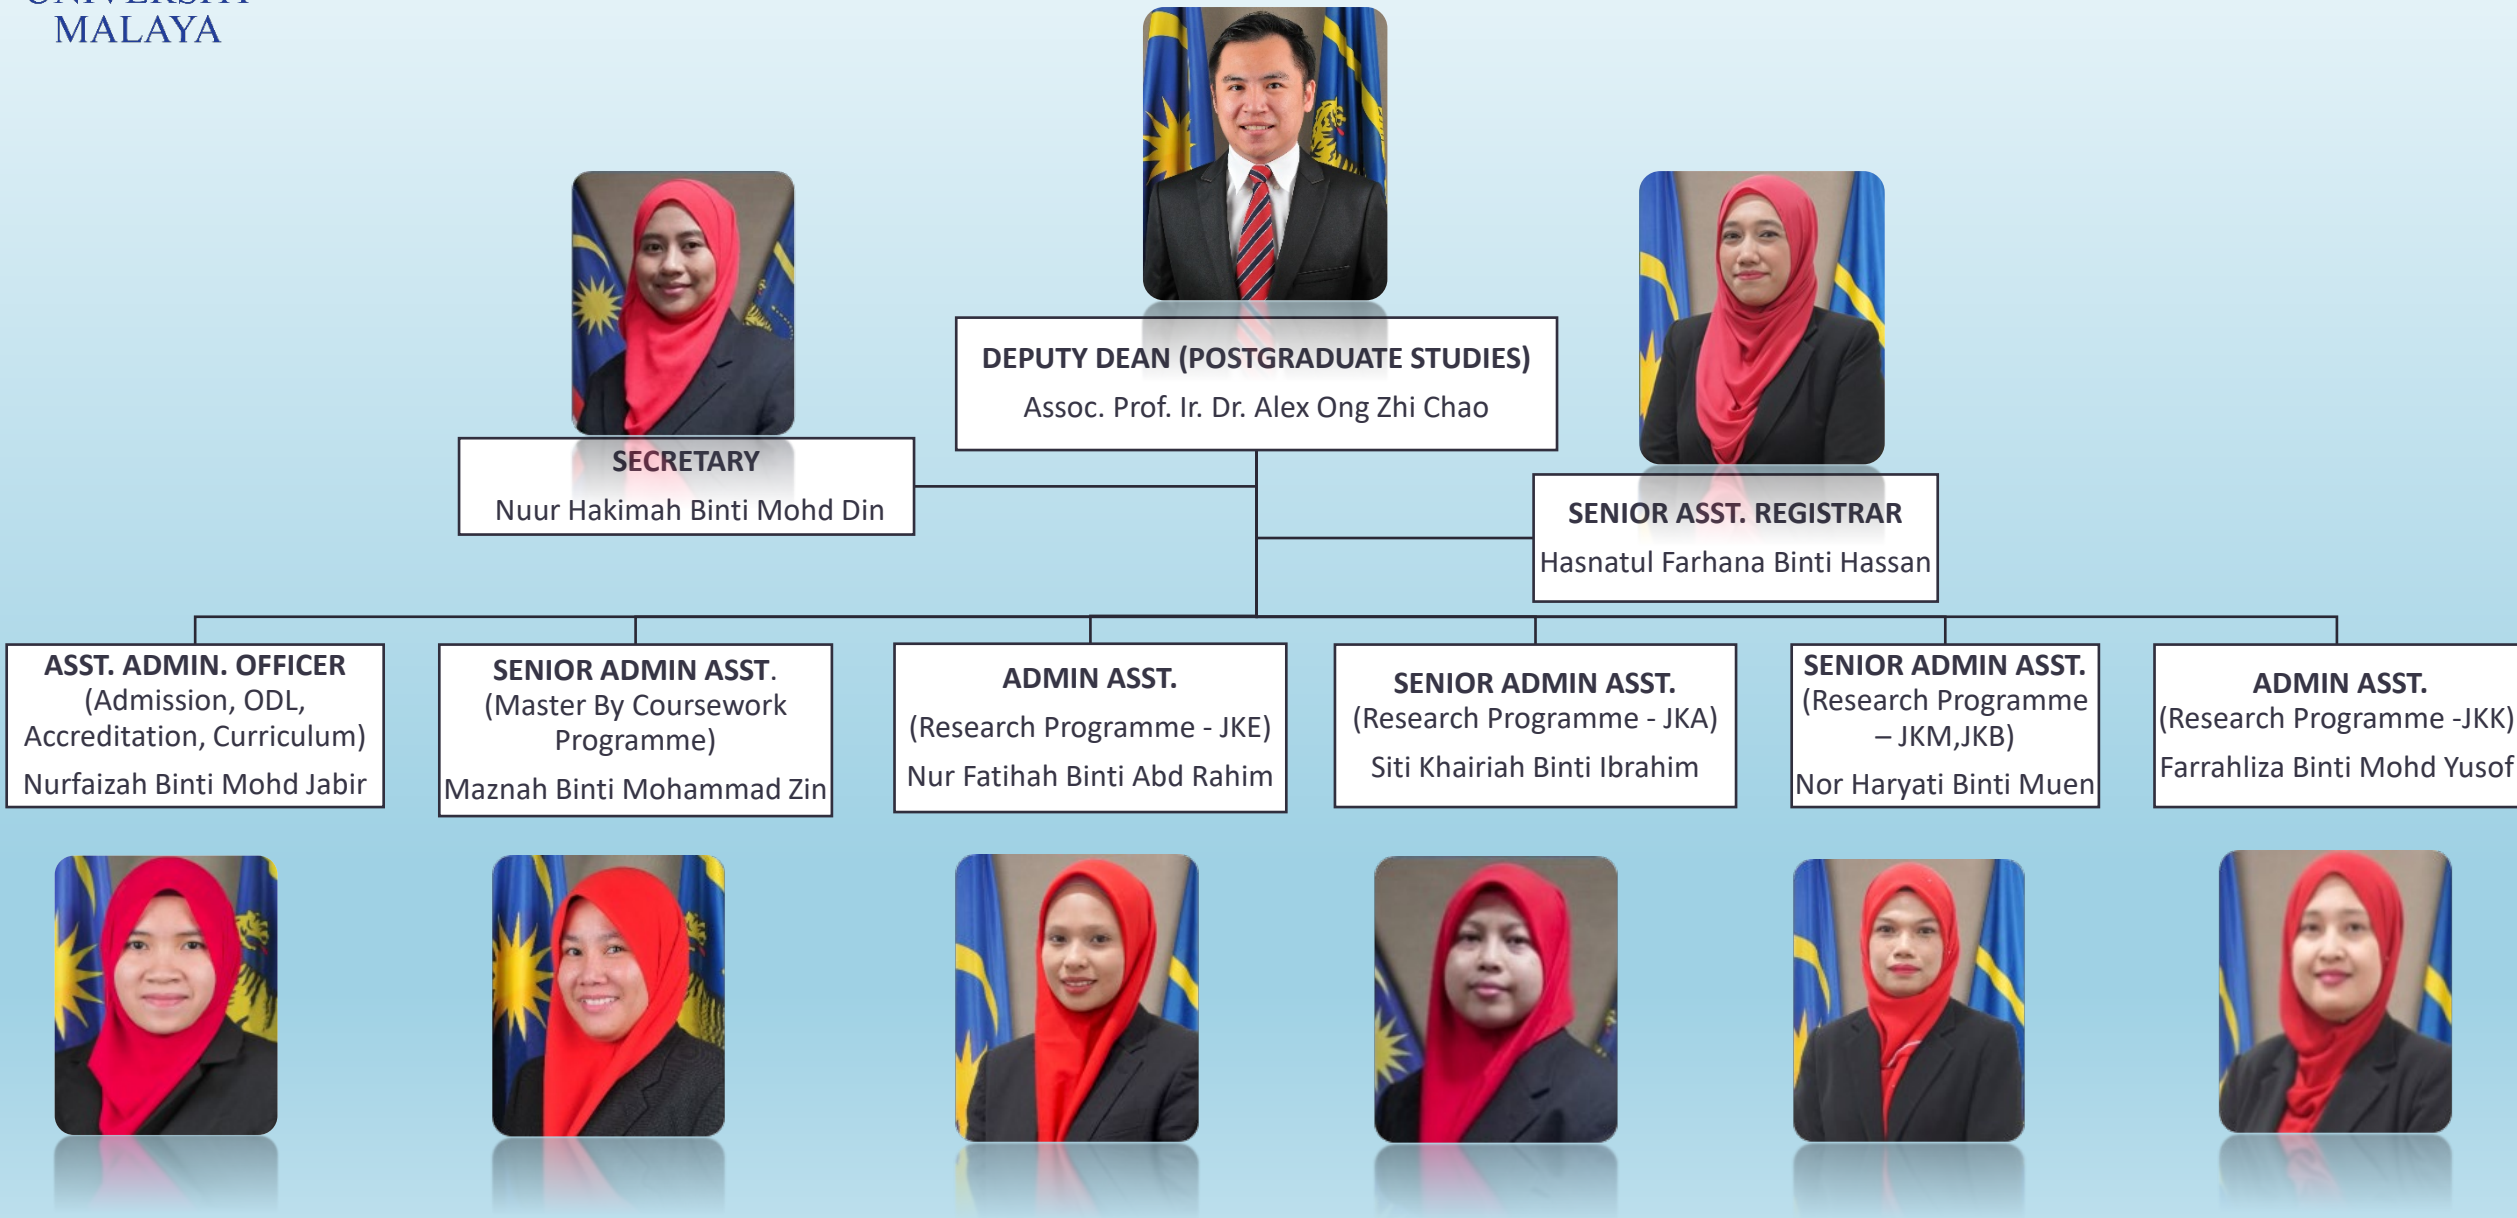 MALAYA
DEPUTY DEAN (POSTGRADUATE STUDIES)
Assoc. Prof. Ir. Dr. Alex Ong Zhi Chao
SECRETARY
Nuur Hakimah Binti Mohd Din
SENIOR ASST. REGISTRAR
Hasnatul Farhana Binti Hassan
ASST. ADMIN. OFFICER
(Admission, ODL,
Accreditation, Curriculum)
Nurfaizah Binti Mohd Jabir
SENIOR ADMIN ASST.
(Master By Coursework
Programme)
Maznah Binti Mohammad Zin
ADMIN ASST.
(Research Programme - JKE)
Nur Fatihah Binti Abd Rahim
SENIOR ADMIN ASST.
(Research Programme - JKA)
Siti Khairiah Binti Ibrahim
SENIOR ADMIN ASST.
(Research Programme
– JKM,JKB)
Nor Haryati Binti Muen
ADMIN ASST.
(Research Programme -JKK)
Farrahliza Binti Mohd Yusof